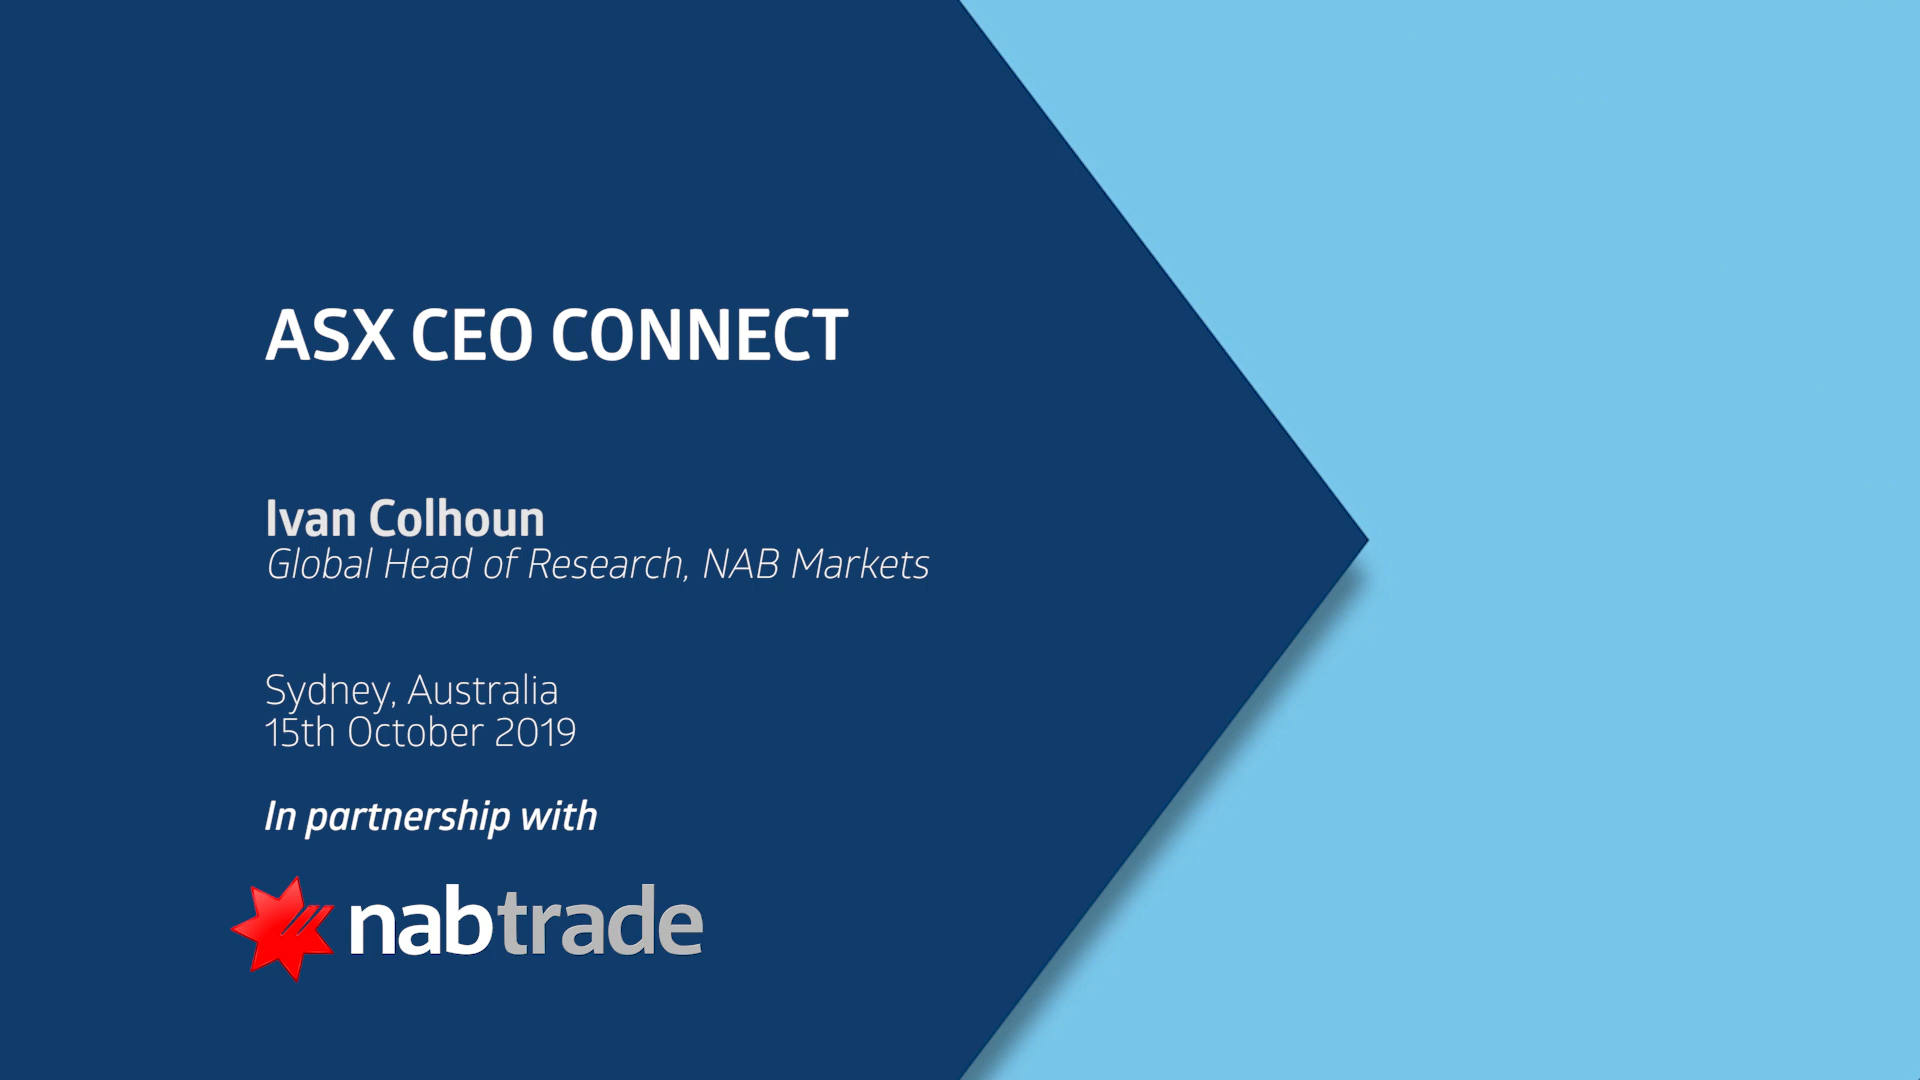 ASX CEO CONNECT
Ivan Colhoun
Global Head of Research, NAB Markets
Sydney, Australia
15th October 2019
In partnership with
nabtrade